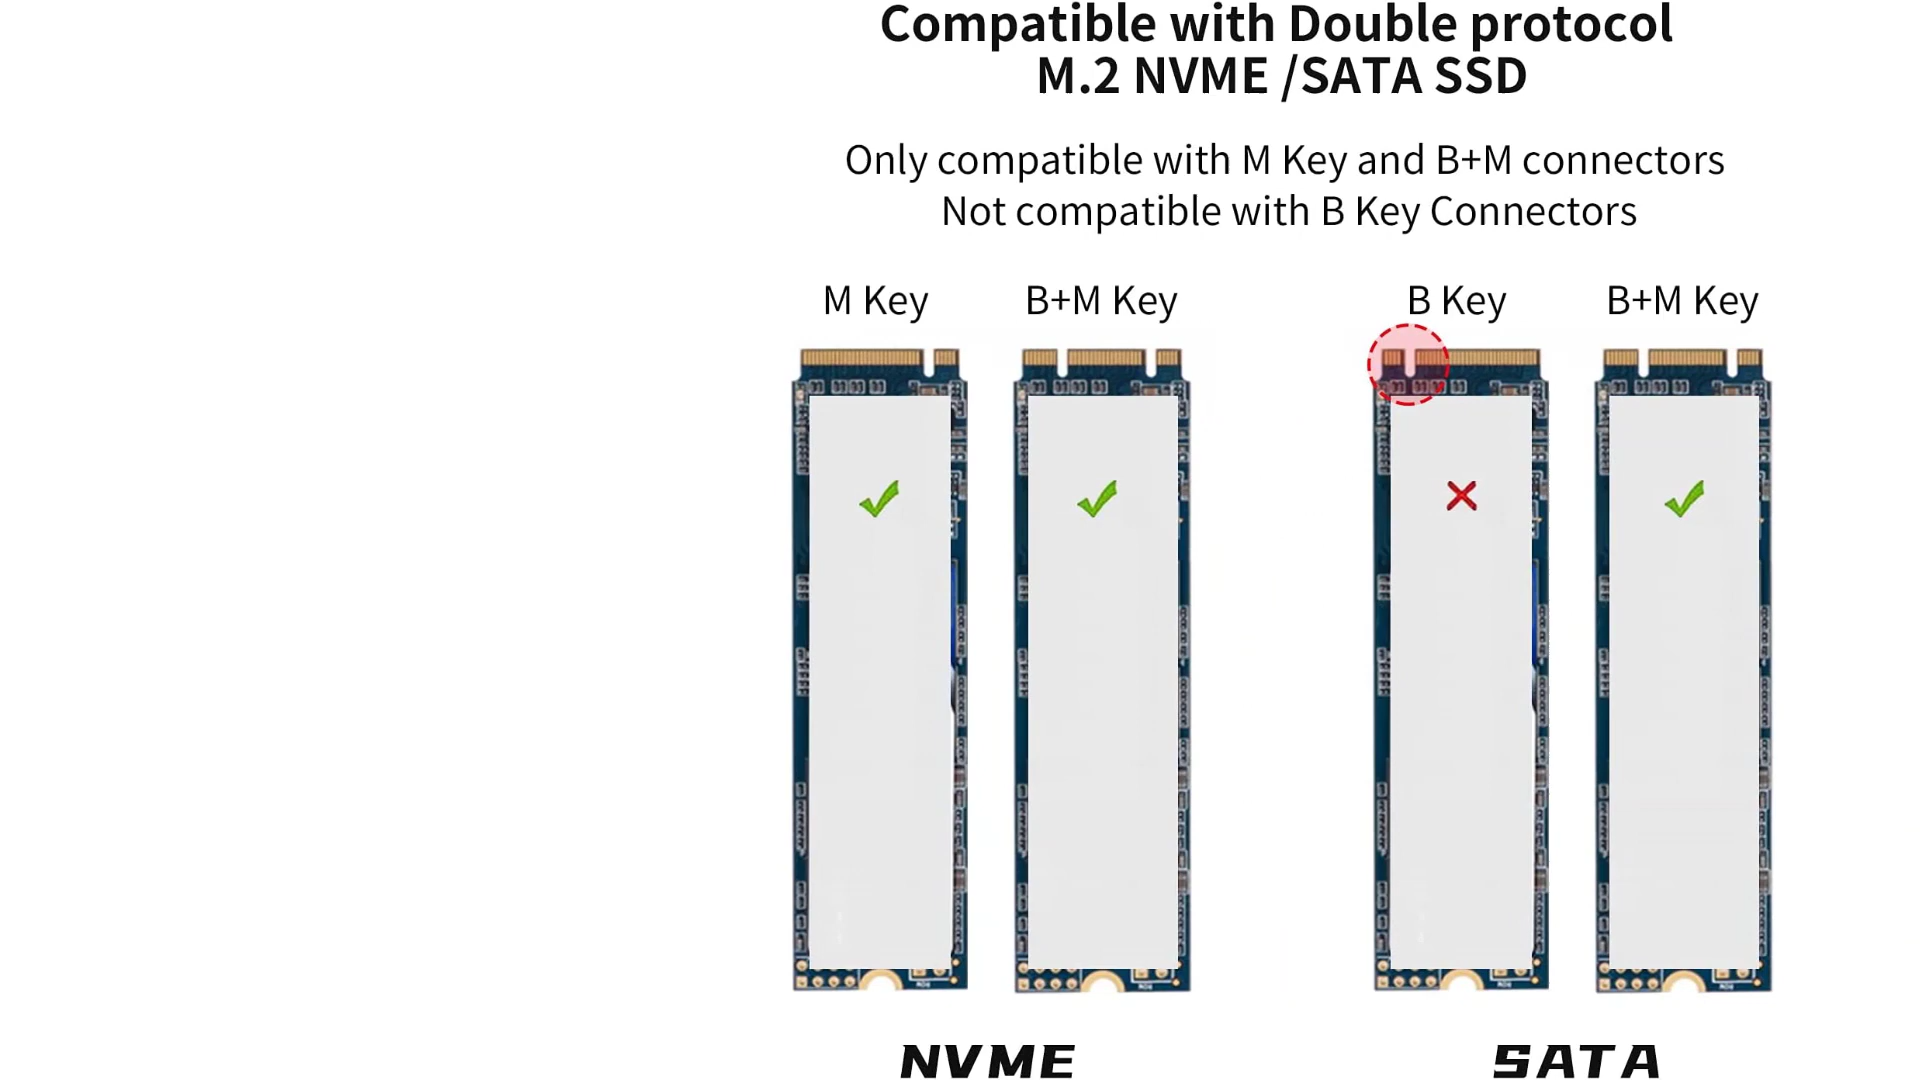 Compatible with Double protocol
M.2 NVME /SATA SSD
Only compatible with M Key and B+M connectors
Not compatible with B Key Connectors
M Key
B+M Key
B Key
B+M Key
NVME
SATA